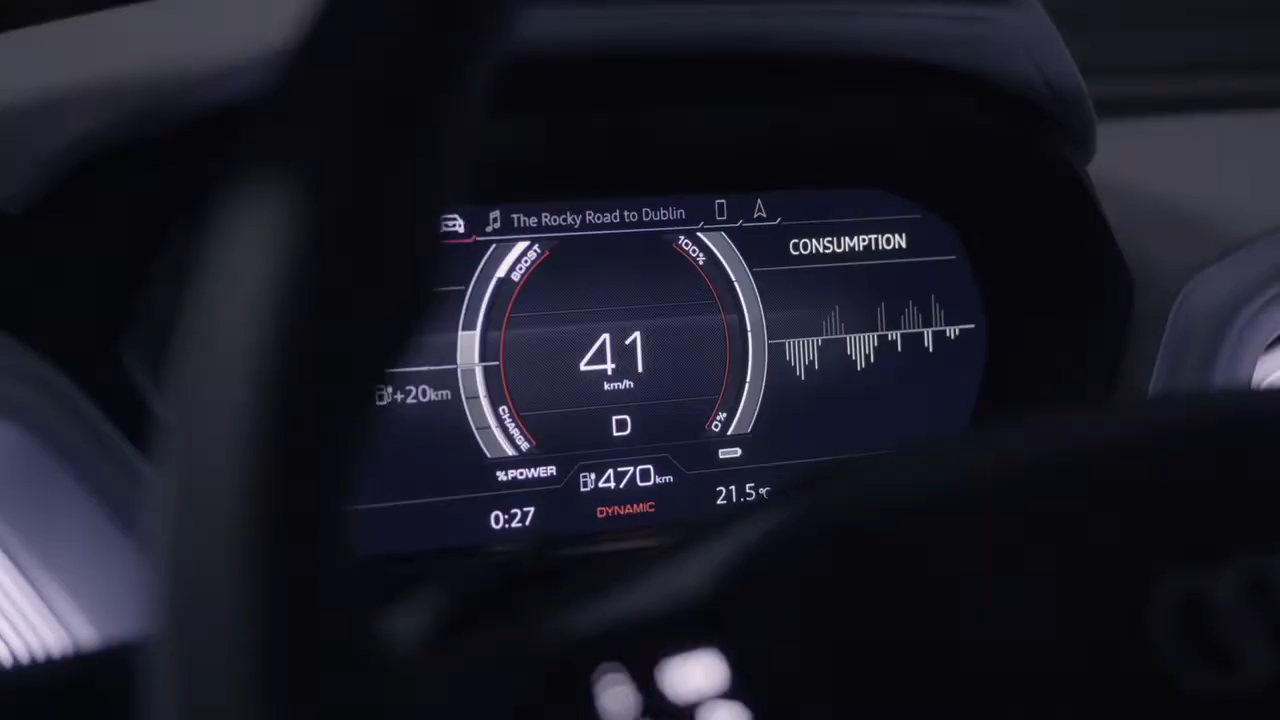 The Rocky Road to Dublin
BOOST
100%
CONSUMPTION
41
km/h
+20km
D
CHARGE
0%
%POWER
470km
0:27
DYNAMIC
21.5°C